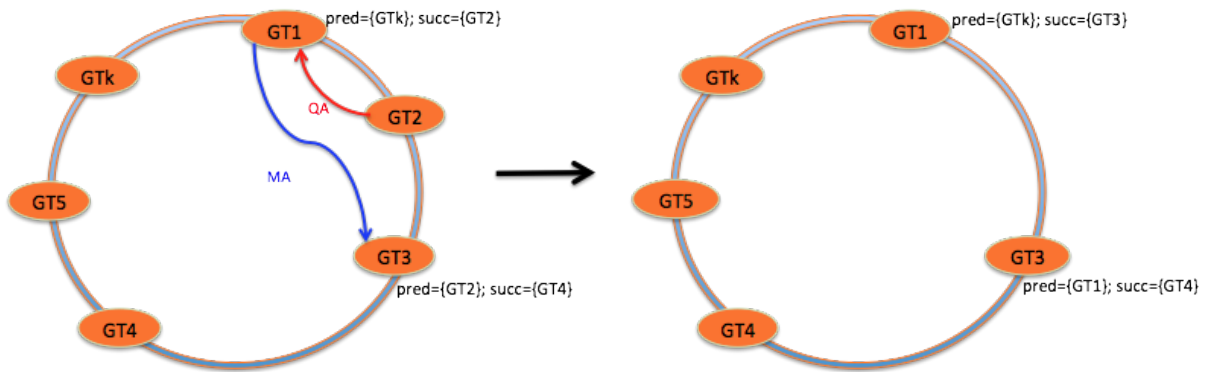 GT1
pred={GTk}; succ={GT2}
GTk
QA
GT2
MA
GT5
GT3
pred={GT2}; succ={GT4}
GT4
GT1
pred={GTk}; succ={GT3}
GTk
GT5
GT3
pred={GT1}; succ={GT4}
GT4